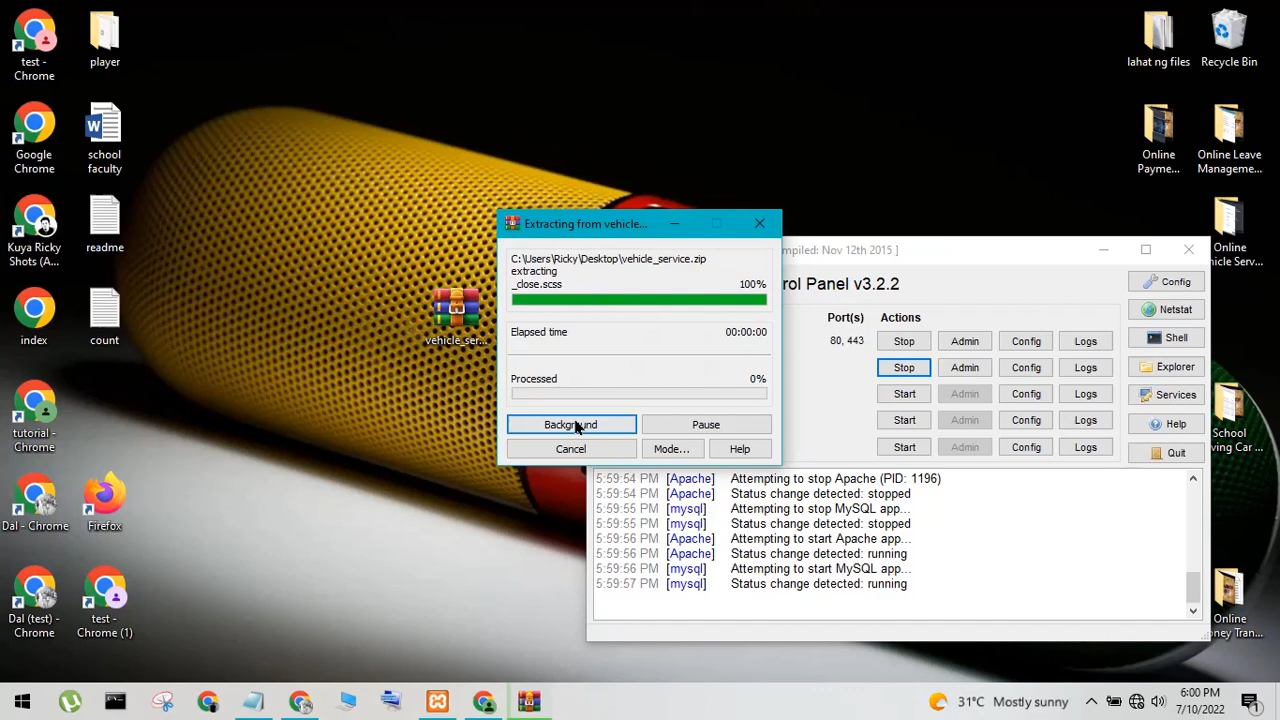 test -
Chrome
player
Google
Chrome
school
faculty
Kuya Ricky
Shots (A...
readme
index
count
tutorial -
Chrome
Dal - Chrome
Firefox
Dal (test) -
Chrome
test -
Chrome (1)
vehicle_ser...
lahat ng files
Recycle Bin
Online
Payme...
Online Leave
Manageme...
Online
hicle Serv...
School
ving Car ...
Online
ney Tran...
Extracting from vehicle...
C:\Users\Ricky\Desktop\vehicle_service.zip
extracting
_close.scss 100%
Elapsed time 00:00:00
Processed 0%
Background Pause
Cancel Mode... Help
mpiled: Nov 12th 2015 ]
rol Panel v3.2.2
Config
Port(s) Actions
Netstat
80, 443 Stop Admin Config Logs
Shell
Stop Admin Config Logs
Explorer
Start Admin Config Logs
Services
Start Admin Config Logs
Help
Start Admin Config Logs
Quit
5:59:54 PM [Apache] Attempting to stop Apache (PID: 1196)
5:59:54 PM [Apache] Status change detected: stopped
5:59:55 PM [mysql] Attempting to stop MySQL app...
5:59:55 PM [mysql] Status change detected: stopped
5:59:56 PM [Apache] Attempting to start Apache app...
5:59:56 PM [Apache] Status change detected: running
5:59:56 PM [mysql] Attempting to start MySQL app...
5:59:57 PM [mysql] Status change detected: running
31°C Mostly sunny
6:00 PM
7/10/2022